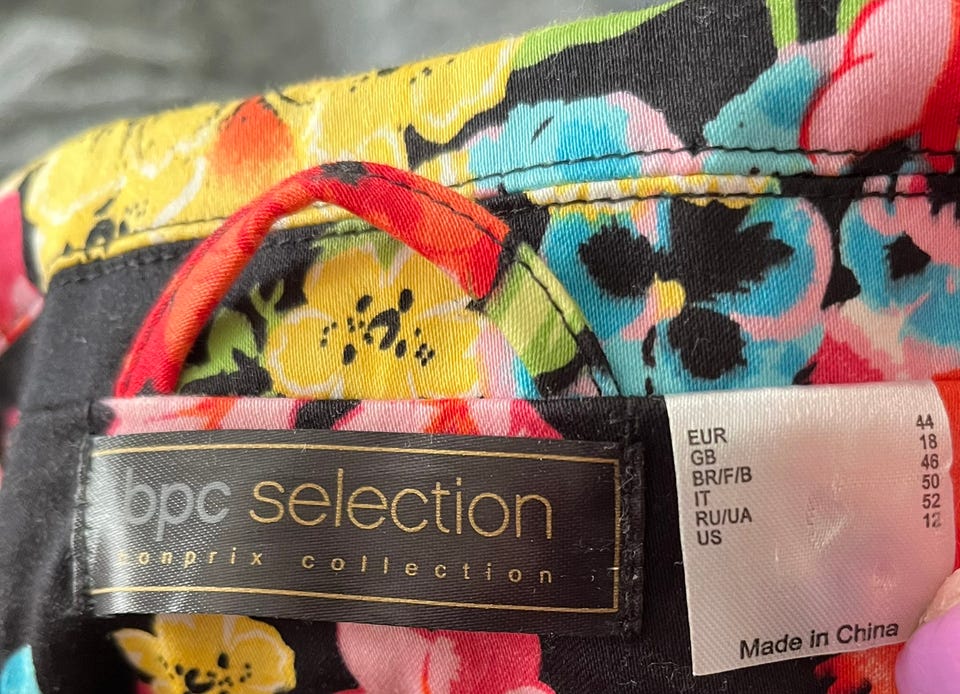 bpc selection
bonprix collection
EUR 44
GB 18
BR/F/B 46
IT 50
RU/UA 52
US 12
Made in China